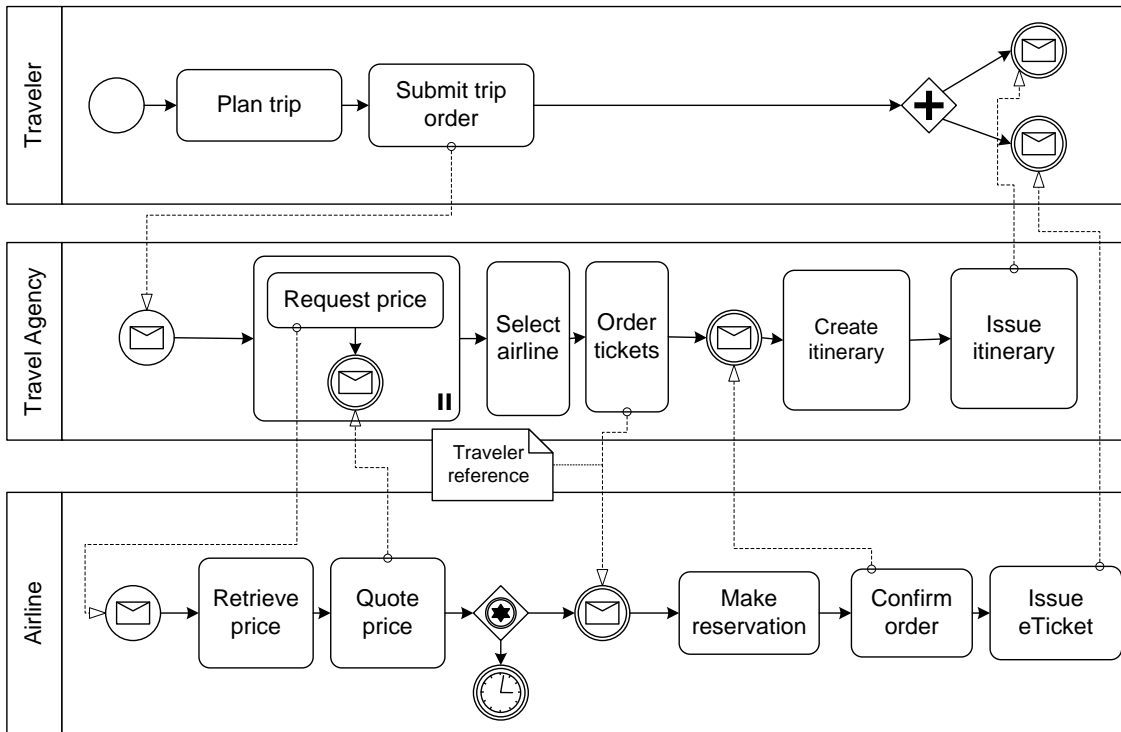 Traveler
Plan trip
Submit trip
order
Travel Agency
Request price
Select
airline
Order
tickets
Create
itinerary
Issue
itinerary
Traveler
reference
Airline
Retrieve
price
Quote
price
Make
reservation
Confirm
order
Issue
eTicket